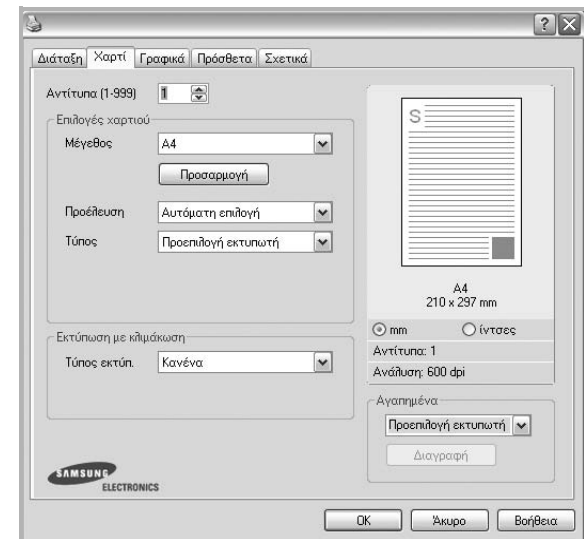 Διάταξη Χαρτί Γραφικά Πρόσθετα Σχετικά
Αντίτυπα (1-999) 1
Επιλογές χαρτιού
Μέγεθος A4
Προσαρμογή
Προέλευση Αυτόματη επιλογή
Τύπος Προεπιλογή εκτυπωτή
Εκτύπωση με κλιμάκωση
Τύπος εκτύπ. Κανένα
SAMSUNG
ELECTRONICS
S
A4
210 x 297 mm
mm ίντσες
Αντίτυπα: 1
Ανάλυση: 600 dpi
Αγαπημένα
Προεπιλογή εκτυπωτή
Διαγραφή
OK Άκυρο Βοήθεια